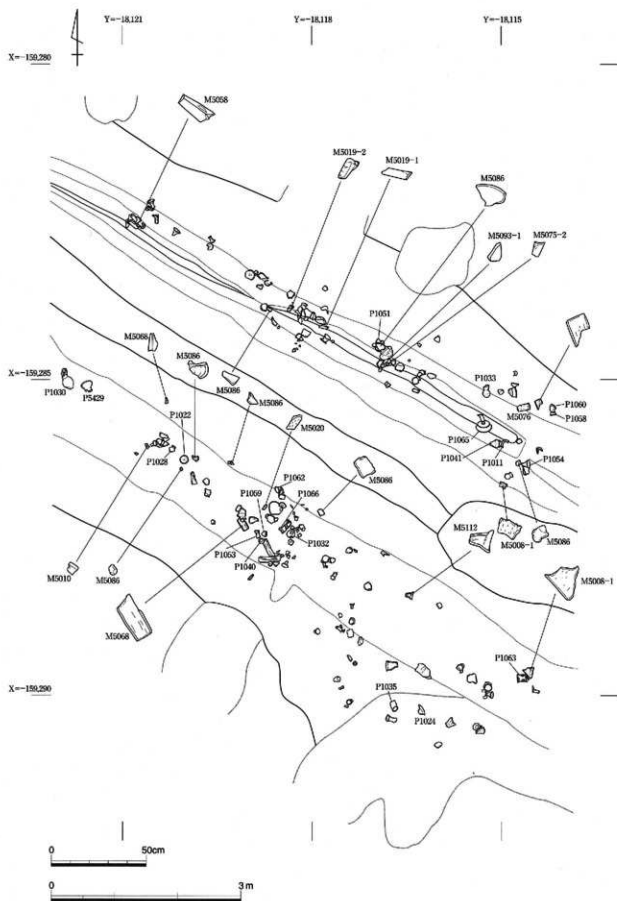 Y=-18,121
Y=-18,118
Y=-18,115
X=-159,280
M5058
M5019-2
M5019-1
M5086
M5093-1
M5075-2
P1051
M5068
M5086
X=-159,285
P1030
P5429
P1022
M5086
M5086
P1033
M5076
P1060
P1058
M5020
P1065
P1041
P1011
P1054
P1028
P1062
P1059
P1066
M5086
P1032
P1053
P1040
M5112
M5008-1
M5086
M5010
M5086
M5068
M5008-1
P1063
X=-159,290
P1035
P1024
0
50cm
0
3m